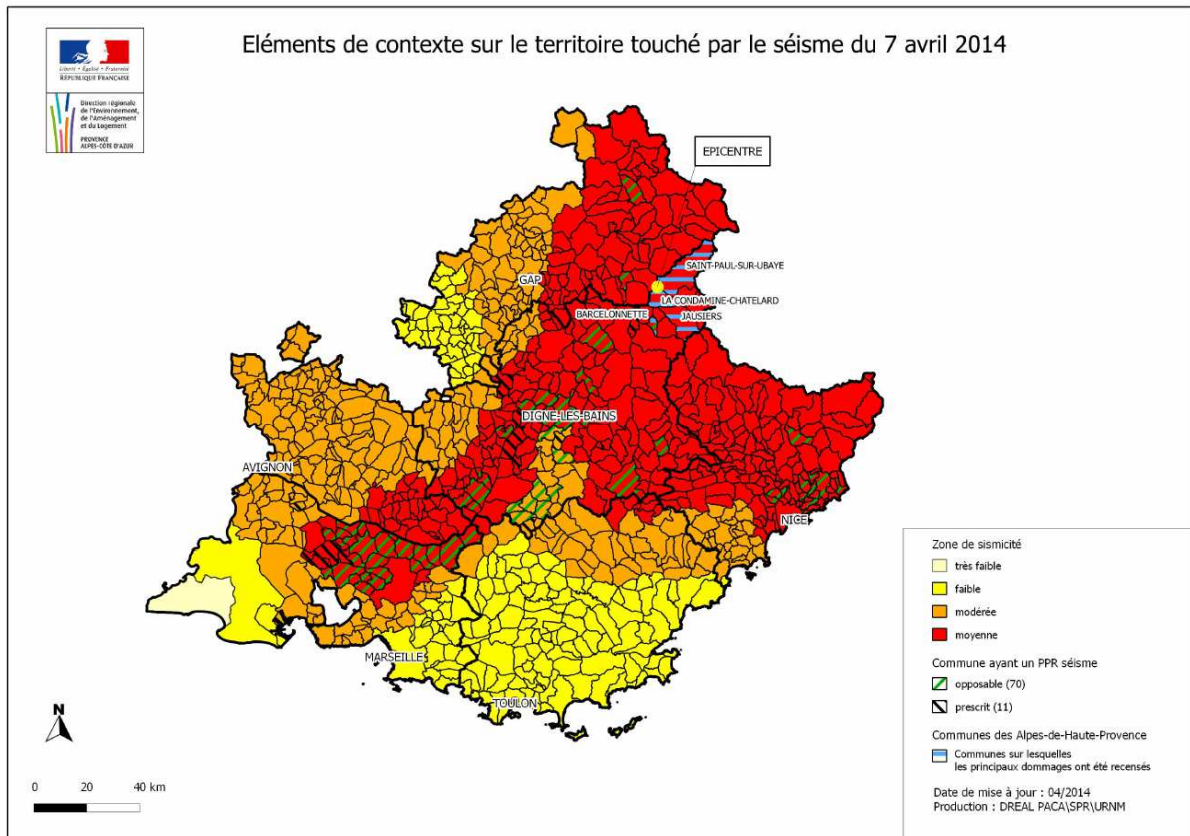 Eléments de contexte sur le territoire touché par le séisme du 7 avril 2014
Liberté • Égalité • Fraternité
RÉPUBLIQUE FRANÇAISE
Direction régionale
de l'Environnement,
de l'Aménagement
et du Logement
PROVENCE
ALPES-CÔTE D'AZUR
EPICENTRE
SAINT-PAUL-SUR-UBAYE
GAP
LA CONDAMINE-CHATELARD
BARCELONNETTE
JAUSIERS
DIGNE-LES-BAINS
AVIGNON
NICE
MARSEILLE
TOULON
N
0 20 40 km
Zone de sismicité
très faible
faible
modérée
moyenne
Commune ayant un PPR séisme
opposable (70)
prescrit (11)
Communes des Alpes-de-Haute-Provence
Communes sur lesquelles
les principaux dommages ont été recensés
Date de mise à jour : 04/2014
Production : DREAL PACA\SPR\URNM